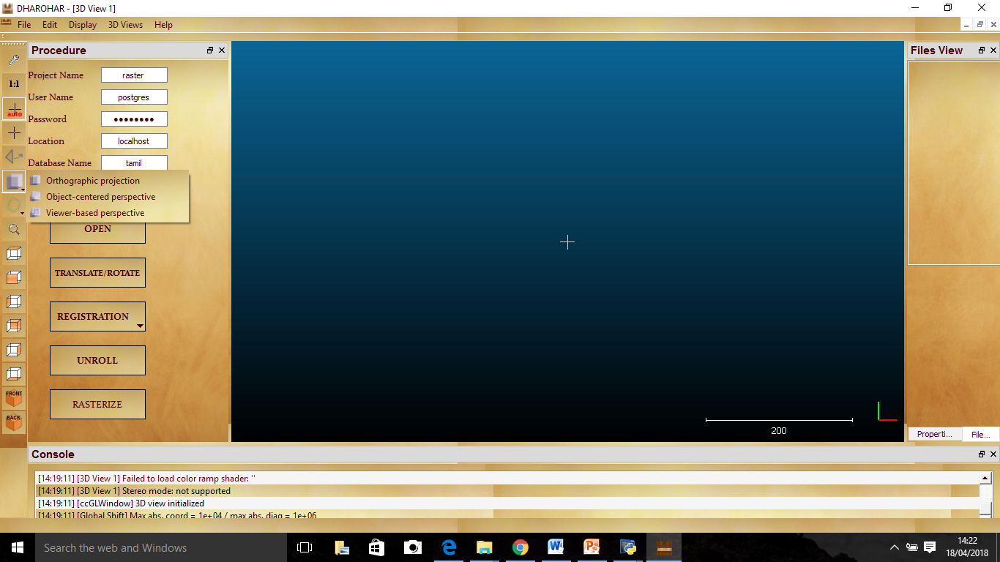 DHAROHAR - [3D View 1]
File Edit Display 3D Views Help
Procedure
Files View
1:1
auto
Project Name raster
User Name postgres
Password ●●●●●●●●
Location localhost
Database Name tamil
Orthographic projection
Object-centered perspective
Viewer-based perspective
OPEN
TRANSLATE/ROTATE
REGISTRATION
UNROLL
RASTERIZE
FRONT
BACK
200
Properti... File...
Console
[14:19:11] [3D View 1] Failed to load color ramp shader: ''
[14:19:11] [3D View 1] Stereo mode: not supported
[14:19:11] [ccGLWindow] 3D view initialized
[14:19:11] [Global Shift] Max abs. coord = 1e+04 / max abs. diag = 1e+06
Search the web and Windows
14:22
18/04/2018